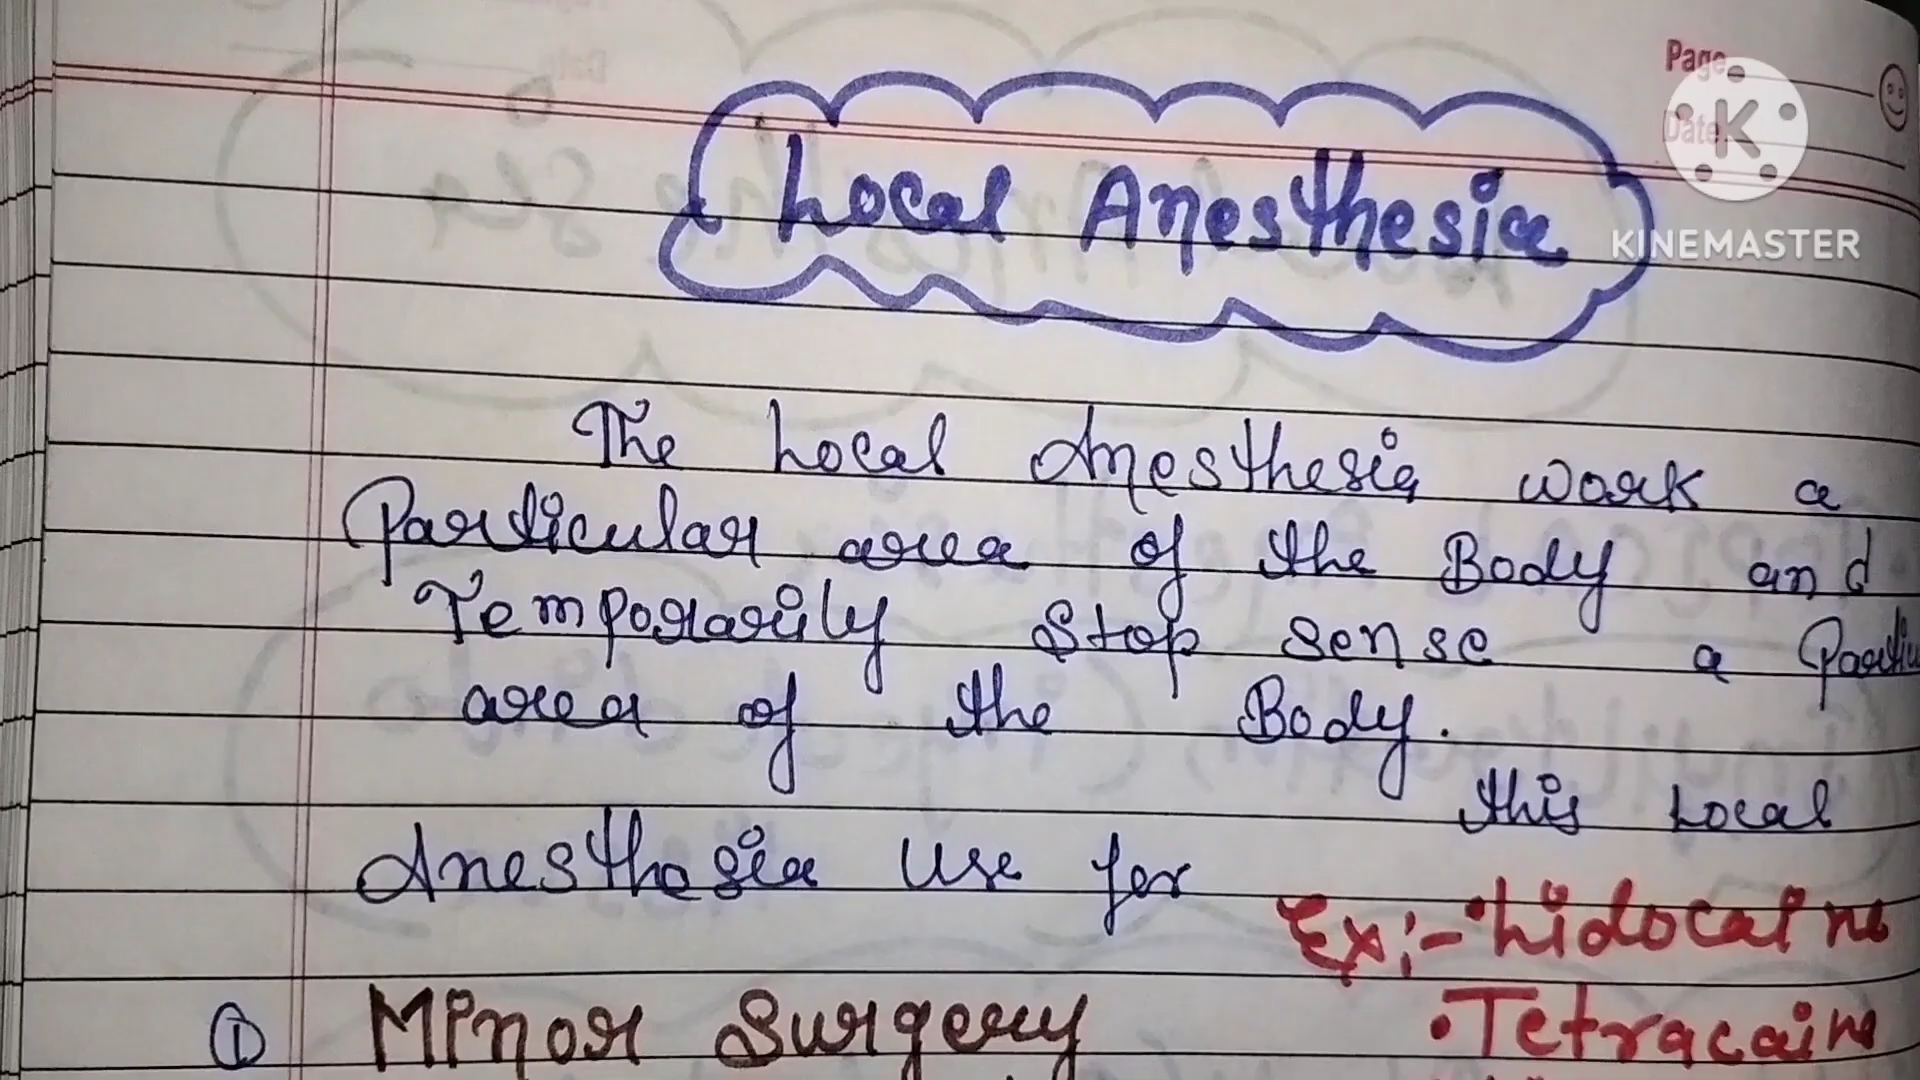 Page
Date
K
KINEMASTER
Local Anesthesia
The Local Anesthesia work a
Particular area of the Body and
Temporarily Stop sense a Particu
area of the Body.
this Local
Anesthesia Use for
Ex:- •Lidocaine
•Tetracaine
① Minor Surgery